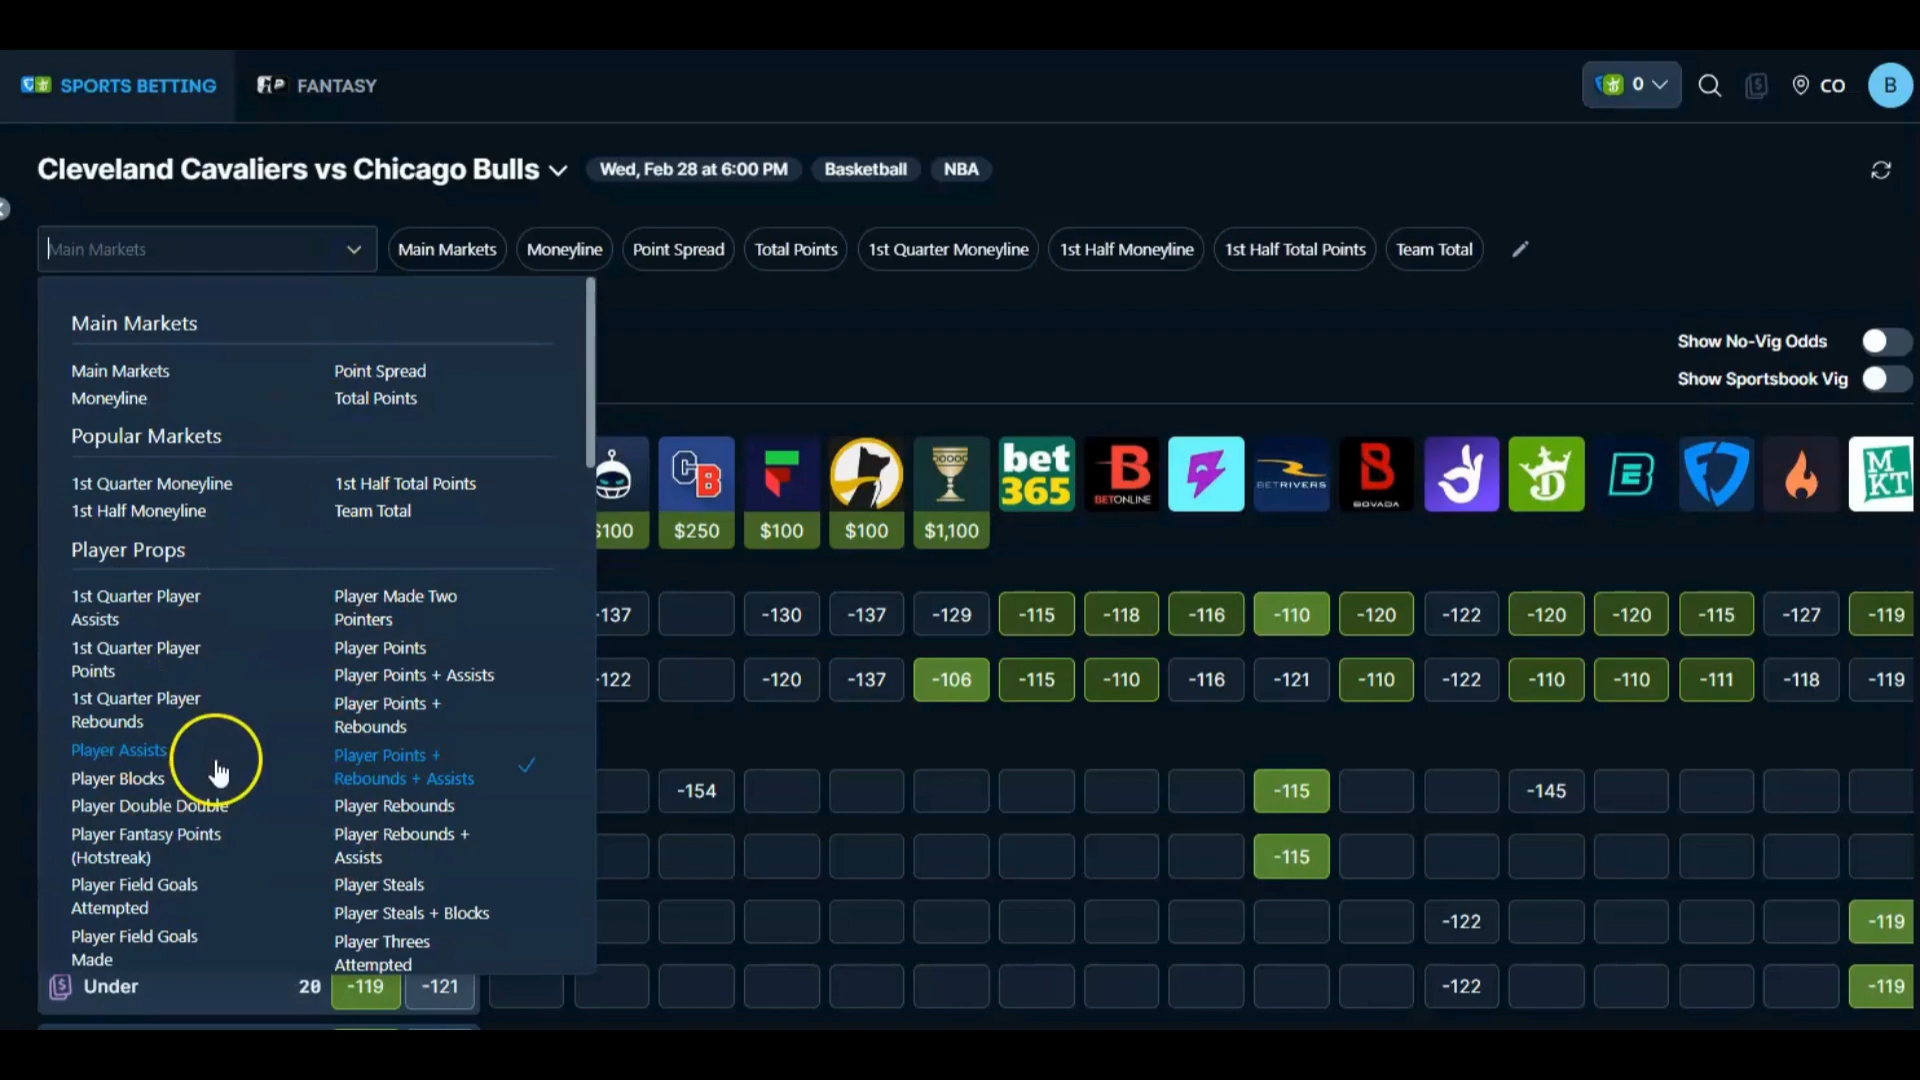 SPORTS BETTING
FANTASY
0
CO
B
Cleveland Cavaliers vs Chicago Bulls
Wed, Feb 28 at 6:00 PM
Basketball
NBA
Main Markets
Main Markets
Moneyline
Point Spread
Total Points
1st Quarter Moneyline
1st Half Moneyline
1st Half Total Points
Team Total
Show No-Vig Odds
Show Sportsbook Vig
Main Markets
Main Markets
Point Spread
Moneyline
Total Points
Popular Markets
1st Quarter Moneyline
1st Half Total Points
1st Half Moneyline
Team Total
Player Props
1st Quarter Player
Assists
1st Quarter Player
Points
1st Quarter Player
Rebounds
Player Assists
Player Blocks
Player Double Double
Player Fantasy Points
(Hotstreak)
Player Field Goals
Attempted
Player Field Goals
Made
Player Made Two
Pointers
Player Points
Player Points + Assists
Player Points +
Rebounds
Player Points +
Rebounds + Assists
Player Rebounds
Player Rebounds +
Assists
Player Steals
Player Steals + Blocks
Player Threes
Attempted
CB
bet
365
B
BETONLINE
BETRIVERS
B
BOVADA
D
E
M
KT
$100 $250 $100 $100 $1,100
-137 -130 -137 -129 -115 -118 -116 -110 -120 -122 -120 -120 -115 -127 -119
-122 -120 -137 -106 -115 -110 -116 -121 -110 -122 -110 -110 -111 -118 -119
-154 -115 -145
-115
-122 -119
Under 20 -119 -121 -122 -119